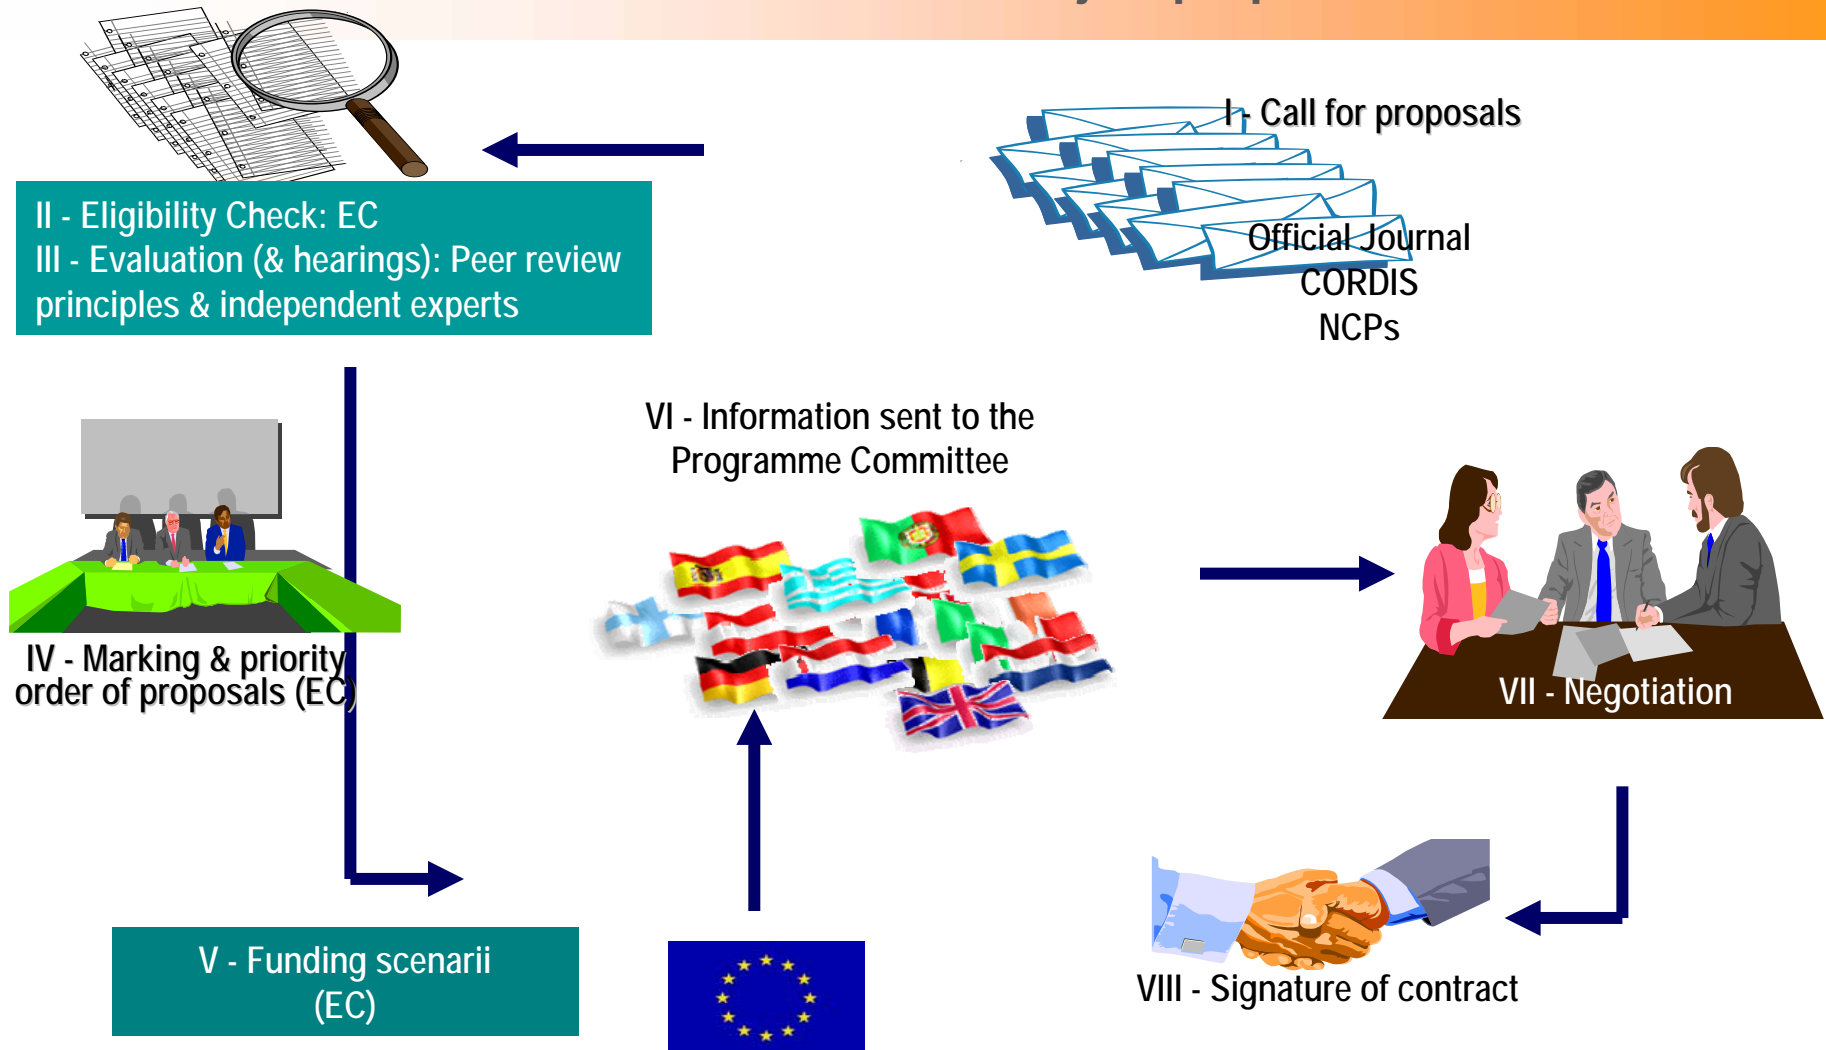 I - Call for proposals
Official Journal
CORDIS
NCPs
II - Eligibility Check: EC
III - Evaluation (& hearings): Peer review
principles & independent experts
IV - Marking & priority
order of proposals (EC)
V - Funding scenarii
(EC)
VI - Information sent to the
Programme Committee
VII - Negotiation
VIII - Signature of contract